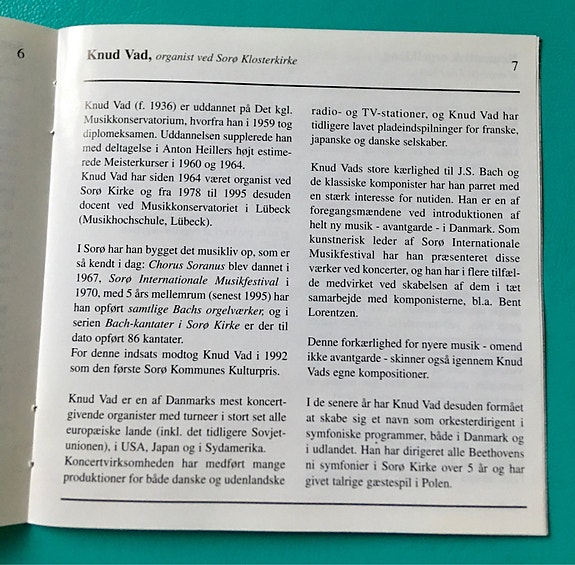 6
Knud Vad, organist ved Sorø Klosterkirke
7
Knud Vad (f. 1936) er uddannet på Det kgl.
Musikkonservatorium, hvorfra han i 1959 tog
diplomeksamen. Uddannelsen supplerede han
med deltagelse i Anton Heillers højt estime-
rede Meisterkurser i 1960 og 1964.
Knud Vad har siden 1964 været organist ved
Sorø Kirke og fra 1978 til 1995 desuden
docent ved Musikkonservatoriet i Lübeck
(Musikhochschule, Lübeck).
I Sorø har han bygget det musikliv op, som er
så kendt i dag: Chorus Soranus blev dannet i
1967, Sorø Internationale Musikfestival i
1970, med 5 års mellemrum (senest 1995) har
han opført samtlige Bachs orgelværker, og i
serien Bach-kantater i Sorø Kirke er der til
dato opført 86 kantater.
For denne indsats modtog Knud Vad i 1992
som den første Sorø Kommunes Kulturpris.
Knud Vad er en af Danmarks mest koncert-
givende organister med turneer i stort set alle
europæiske lande (inkl. det tidligere Sovjet-
unionen), i USA, Japan og i Sydamerika.
Koncertvirksomheden har medført mange
produktioner for både danske og udenlandske
radio- og TV-stationer, og Knud Vad har
tidligere lavet pladeindspilninger for franske,
japanske og danske selskaber.
Knud Vads store kærlighed til J.S. Bach og
de klassiske komponister har han parret med
en stærk interesse for nutiden. Han er en af
foregangsmændene ved introduktionen af
helt ny musik - avantgarde - i Danmark. Som
kunstnerisk leder af Sorø Internationale
Musikfestival har han præsenteret disse
værker ved koncerter, og han har i flere tilfæl-
de medvirket ved skabelsen af dem i tæt
samarbejde med komponisterne, bl.a. Bent
Lorentzen.
Denne forkærlighed for nyere musik - omend
ikke avantgarde - skinner også igennem Knud
Vads egne kompositioner.
I de senere år har Knud Vad desuden formået
at skabe sig et navn som orkesterdirigent i
symfoniske programmer, både i Danmark og
i udlandet. Han har dirigeret alle Beethovens
ni symfonier i Sorø Kirke over 5 år og har
givet talrige gæstespil i Polen.